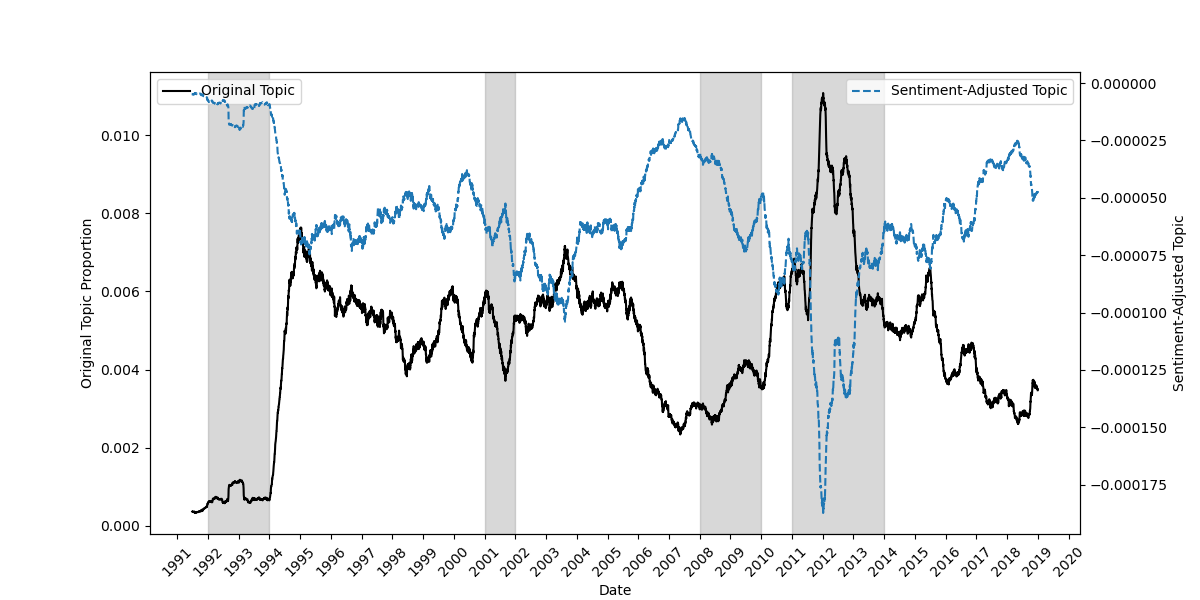 Original Topic
Sentiment-Adjusted Topic
Original Topic Proportion
0.010
0.008
0.006
0.004
0.002
0.000
0.000000
−0.000025
−0.000050
−0.000075
−0.000100
−0.000125
−0.000150
−0.000175
Sentiment-Adjusted Topic
1991 1992 1993 1994 1995 1996 1997 1998 1999 2000 2001 2002 2003 2004 2005 2006 2007 2008 2009 2010 2011 2012 2013 2014 2015 2016 2017 2018 2019 2020
Date